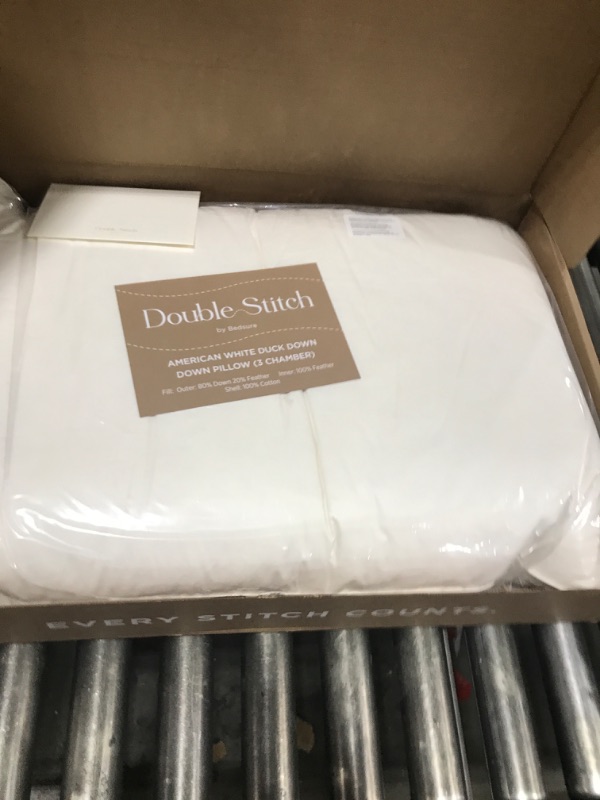 Double Stitch
by Bedsure
AMERICAN WHITE DUCK DOWN
DOWN PILLOW (3 CHAMBER)
Fill: Outer: 80% Down 20% Feather Inner: 100% Feather
Shell: 100% Cotton
EVERY STITCH COUNTS.